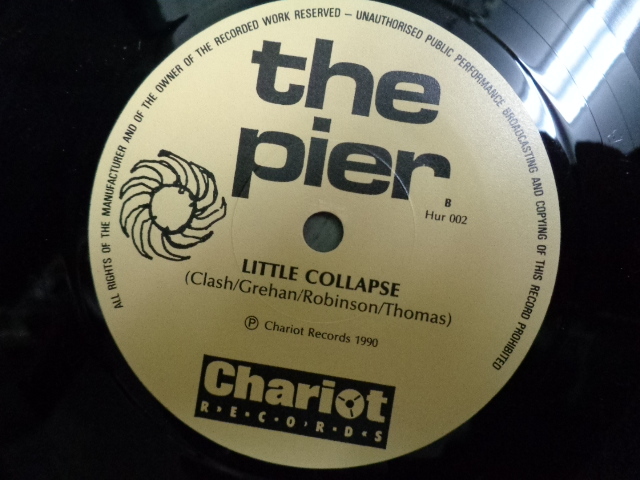 ALL RIGHTS OF THE MANUFACTURER AND OF THE OWNER OF THE RECORDED WORK RESERVED – UNAUTHORISED PUBLIC PERFORMANCE BROADCASTING AND COPYING OF THIS RECORD PROHIBITED
the
pier
B
Hur 002
LITTLE COLLAPSE
(Clash/Grehan/Robinson/Thomas)
℗ Chariot Records 1990
Chariot
R•E•C•O•R•D•S